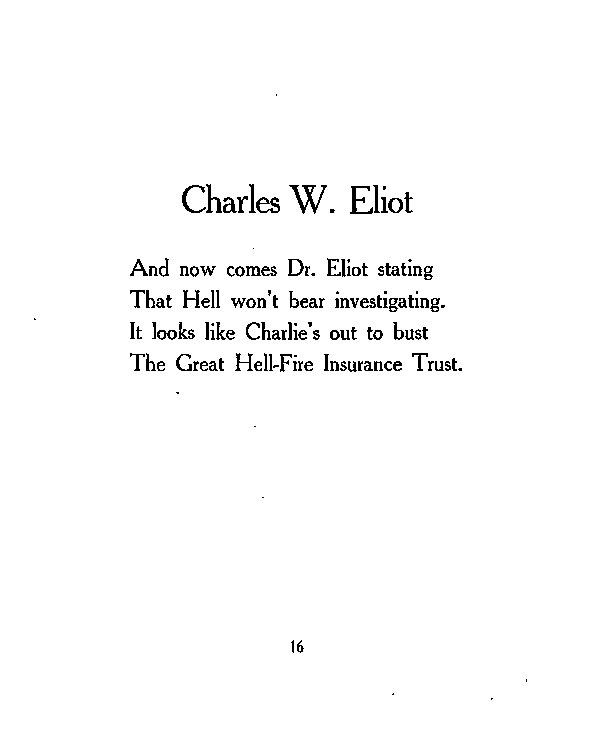 Charles W. Eliot
And now comes Dr. Eliot stating
That Hell won't bear investigating.
It looks like Charlie's out to bust
The Great Hell-Fire Insurance Trust.
16